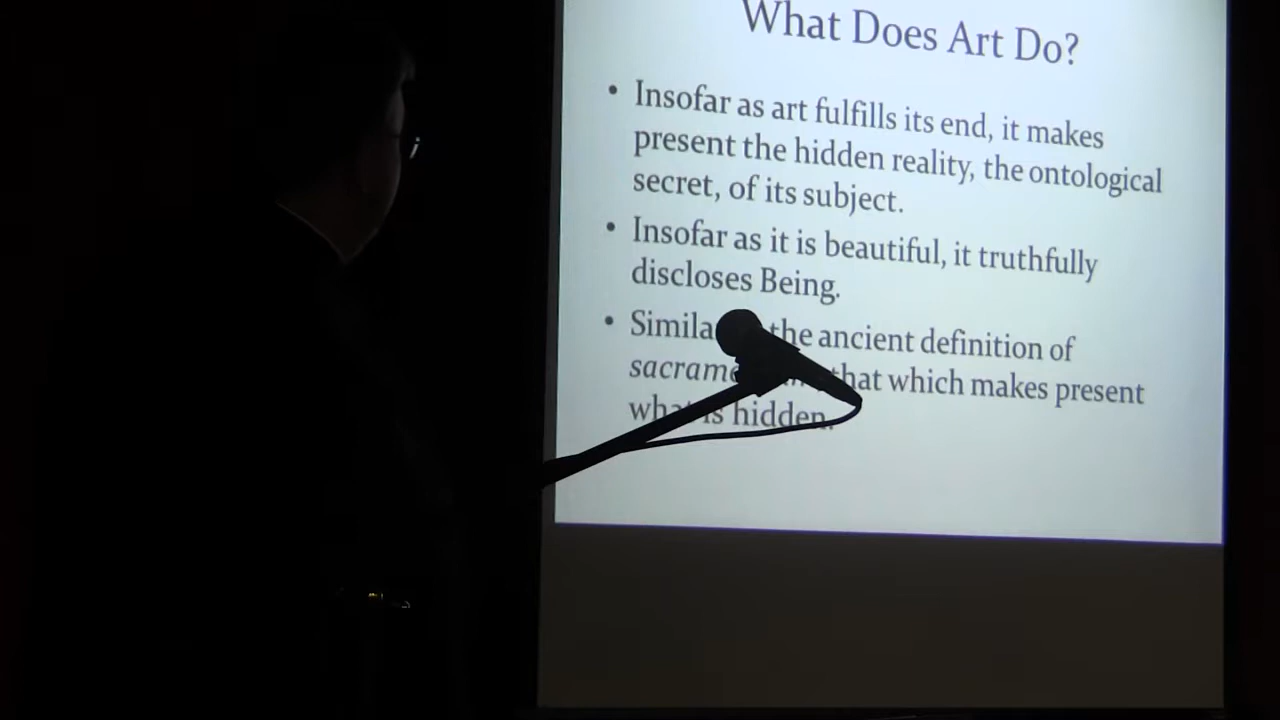 What Does Art Do?
• Insofar as art fulfills its end, it makes
present the hidden reality, the ontological
secret, of its subject.
• Insofar as it is beautiful, it truthfully
discloses Being.
• the ancient definition of
that which makes present
what is hidden.